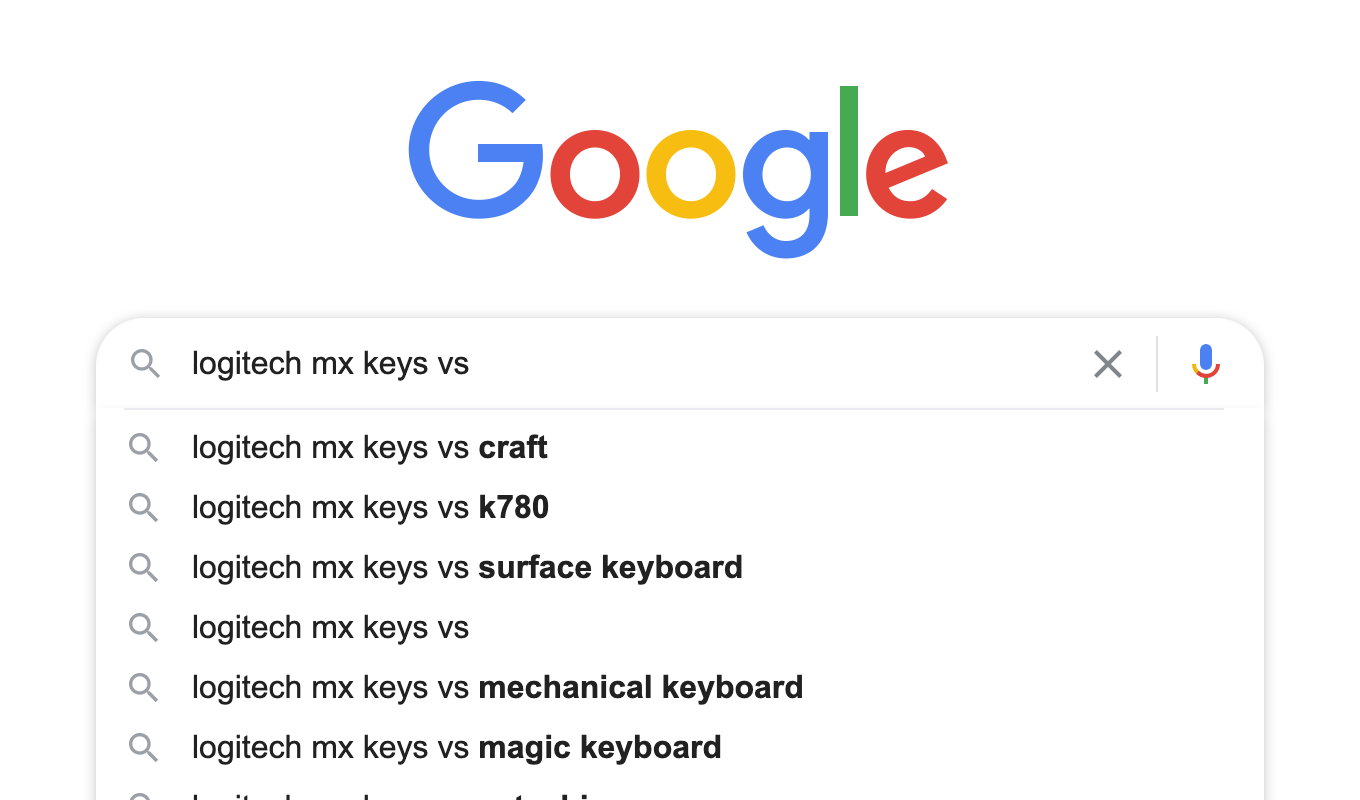 Google
logitech mx keys vs
logitech mx keys vs craft
logitech mx keys vs k780
logitech mx keys vs surface keyboard
logitech mx keys vs
logitech mx keys vs mechanical keyboard
logitech mx keys vs magic keyboard